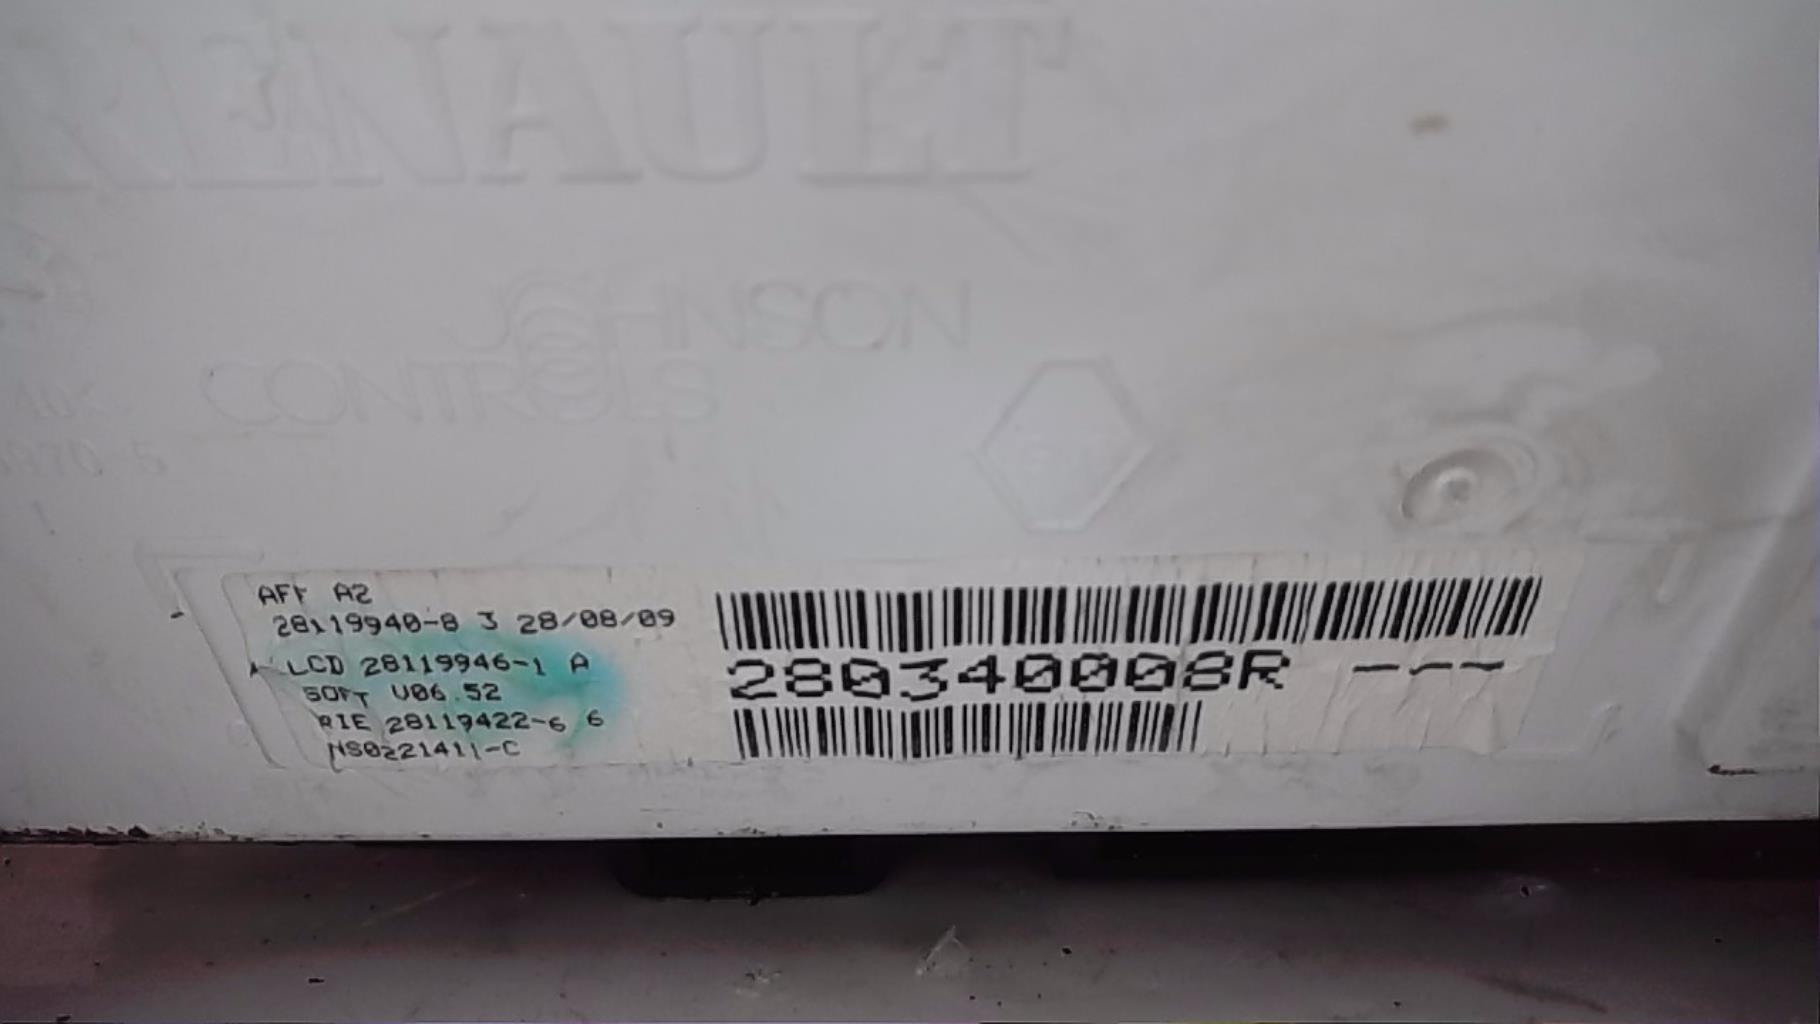 RENAULT
JOHNSON
CONTROLS
AFF A2
28119940-8 3 28/08/09
LCD 28119946-1 A
SOFT V06.52
RIE 28119422-6 6
NS0221411-C
280340008R ---